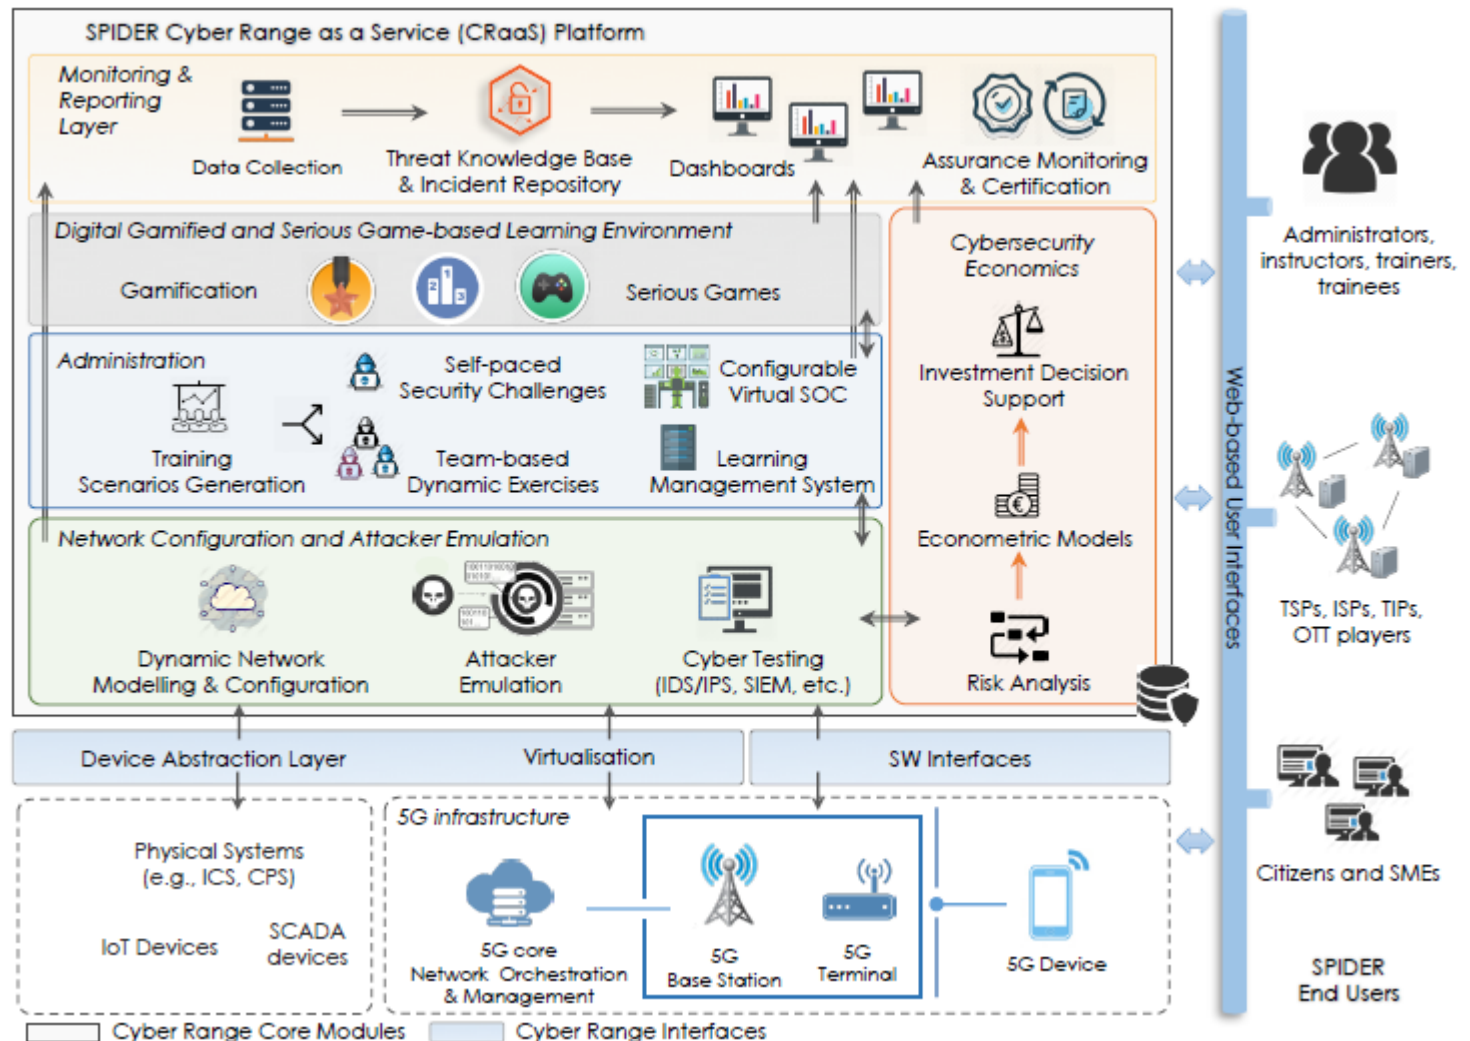 SPIDER Cyber Range as a Service (CRaaS) Platform
Monitoring &
Reporting
Layer
Data Collection
Threat Knowledge Base
& Incident Repository
Dashboards
Assurance Monitoring
& Certification
Digital Gamified and Serious Game-based Learning Environment
Gamification
1
2
3
Serious Games
Cybersecurity
Economics
Investment Decision
Support
Econometric Models
Risk Analysis
Administration
Training
Scenarios Generation
Self-paced
Security Challenges
Team-based
Dynamic Exercises
Configurable
Virtual SOC
Learning
Management System
Network Configuration and Attacker Emulation
Dynamic Network
Modelling & Configuration
Attacker
Emulation
Cyber Testing
(IDS/IPS, SIEM, etc.)
Device Abstraction Layer
Virtualisation
SW Interfaces
Physical Systems
(e.g., ICS, CPS)
IoT Devices
SCADA
devices
5G infrastructure
5G core
Network Orchestration
& Management
5G
Base Station
5G
Terminal
5G Device
Web-based User Interfaces
Administrators,
instructors, trainers,
trainees
TSPs, ISPs, TIPs,
OTT players
Citizens and SMEs
SPIDER
End Users
Cyber Range Core Modules
Cyber Range Interfaces